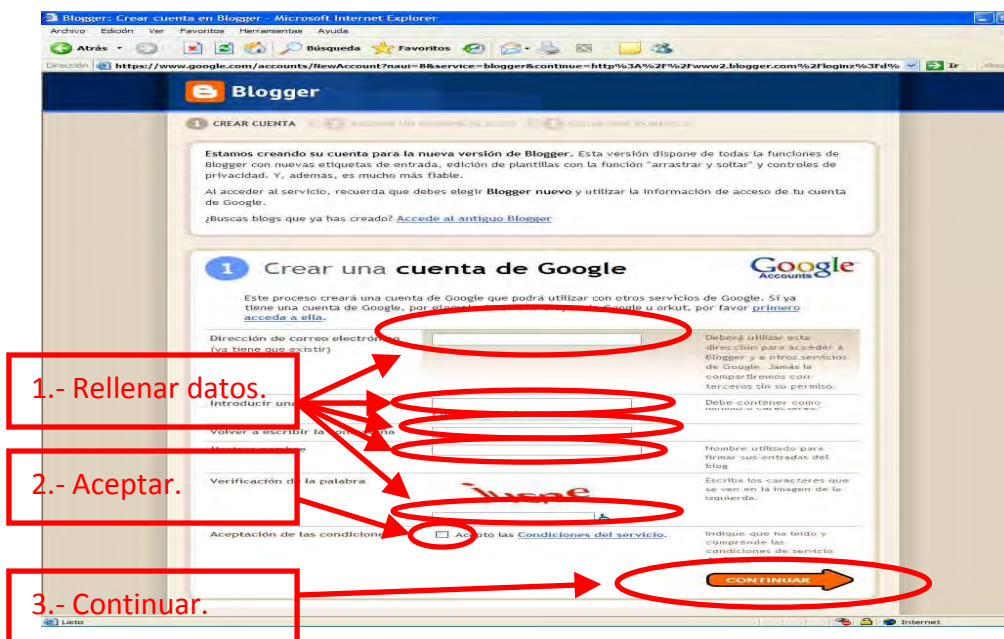 Blogger: Crear cuenta en Blogger - Microsoft Internet Explorer
Archivo Edición Ver Favoritos Herramientas Ayuda
Atrás Búsqueda Favoritos
Dirección https://www.google.com/accounts/NewAccount?naui=8&service=blogger&continue=http%3A%2F%2Fwww2.blogger.com%2Floginz%3Fd% Ir
Blogger
1 CREAR CUENTA
Estamos creando su cuenta para la nueva versión de Blogger. Esta versión dispone de todas la funciones de
Blogger con nuevas etiquetas de entrada, edición de plantillas con la función "arrastrar y soltar" y controles de
privacidad. Y, además, es mucho más fiable.
Al acceder al servicio, recuerda que debes elegir Blogger nuevo y utilizar la información de acceso de tu cuenta
de Google.
¿Buscas blogs que ya has creado? Accede al antiguo Blogger
1 Crear una cuenta de Google
Google
Accounts
Este proceso creará una cuenta de Google que podrá utilizar con otros servicios de Google. Si ya
tiene una cuenta de Google, por Google u orkut, por favor primero
acceda a ella.
Dirección de correo electrónico
(ya tiene que existir)
Deberá utilizar esta
dirección para acceder a
Blogger y a otros servicios
de Google. Jamás la
compartiremos con
terceros sin su permiso.
1.- Rellenar datos.
Introducir una
Debe contener como
Volver a escribir la
nombre
Nombre utilizado para
firmar sus entradas del
blog
2.- Aceptar.
Verificación de la palabra
Escriba los caracteres que
se ven en la imagen de la
izquierda.
Aceptación de las condiciones
Acepto las Condiciones del servicio.
Indique que ha leído y
comprende las
condiciones de servicio
CONTINUAR
3.- Continuar.
Listo
Internet